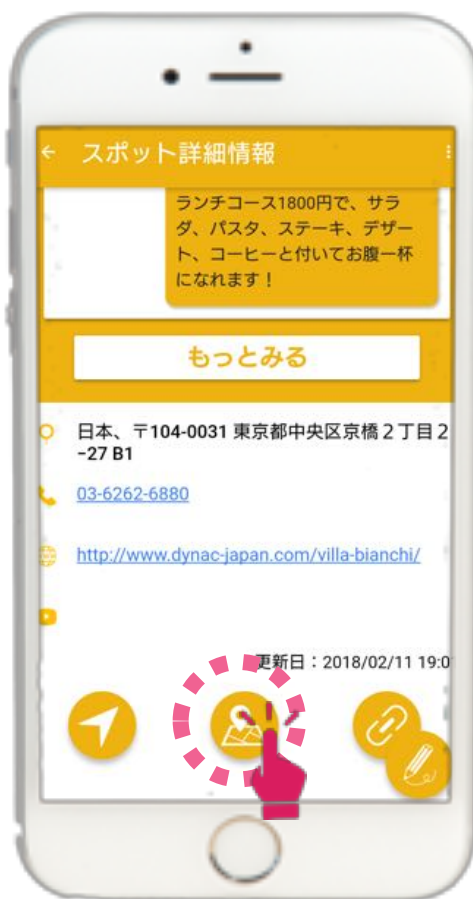 スポット詳細情報
ランチコース1800円で、サラ
ダ、パスタ、ステーキ、デザー
ト、コーヒーと付いてお腹一杯
になれます！
もっとみる
日本、〒104-0031 東京都中央区京橋２丁目２
−27 B1
03-6262-6880
http://www.dynac-japan.com/villa-bianchi/
更新日：2018/02/11 19:0